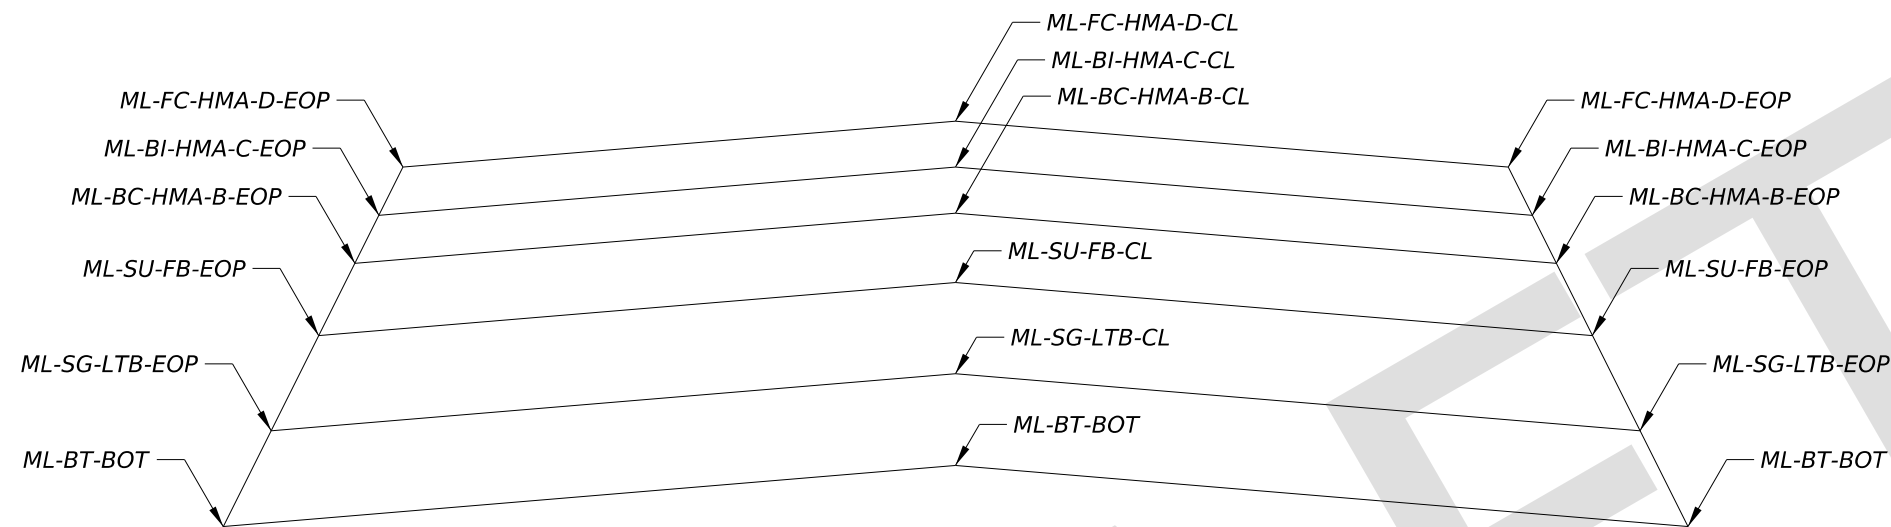 ML-FC-HMA-D-CL
ML-BI-HMA-C-CL
ML-BC-HMA-B-CL
ML-FC-HMA-D-EOP
ML-FC-HMA-D-EOP
ML-BI-HMA-C-EOP
ML-BI-HMA-C-EOP
ML-BC-HMA-B-EOP
ML-BC-HMA-B-EOP
ML-SU-FB-CL
ML-SU-FB-EOP
ML-SU-FB-EOP
ML-SG-LTB-CL
ML-SG-LTB-EOP
ML-SG-LTB-EOP
ML-BT-BOT
ML-BT-BOT
ML-BT-BOT